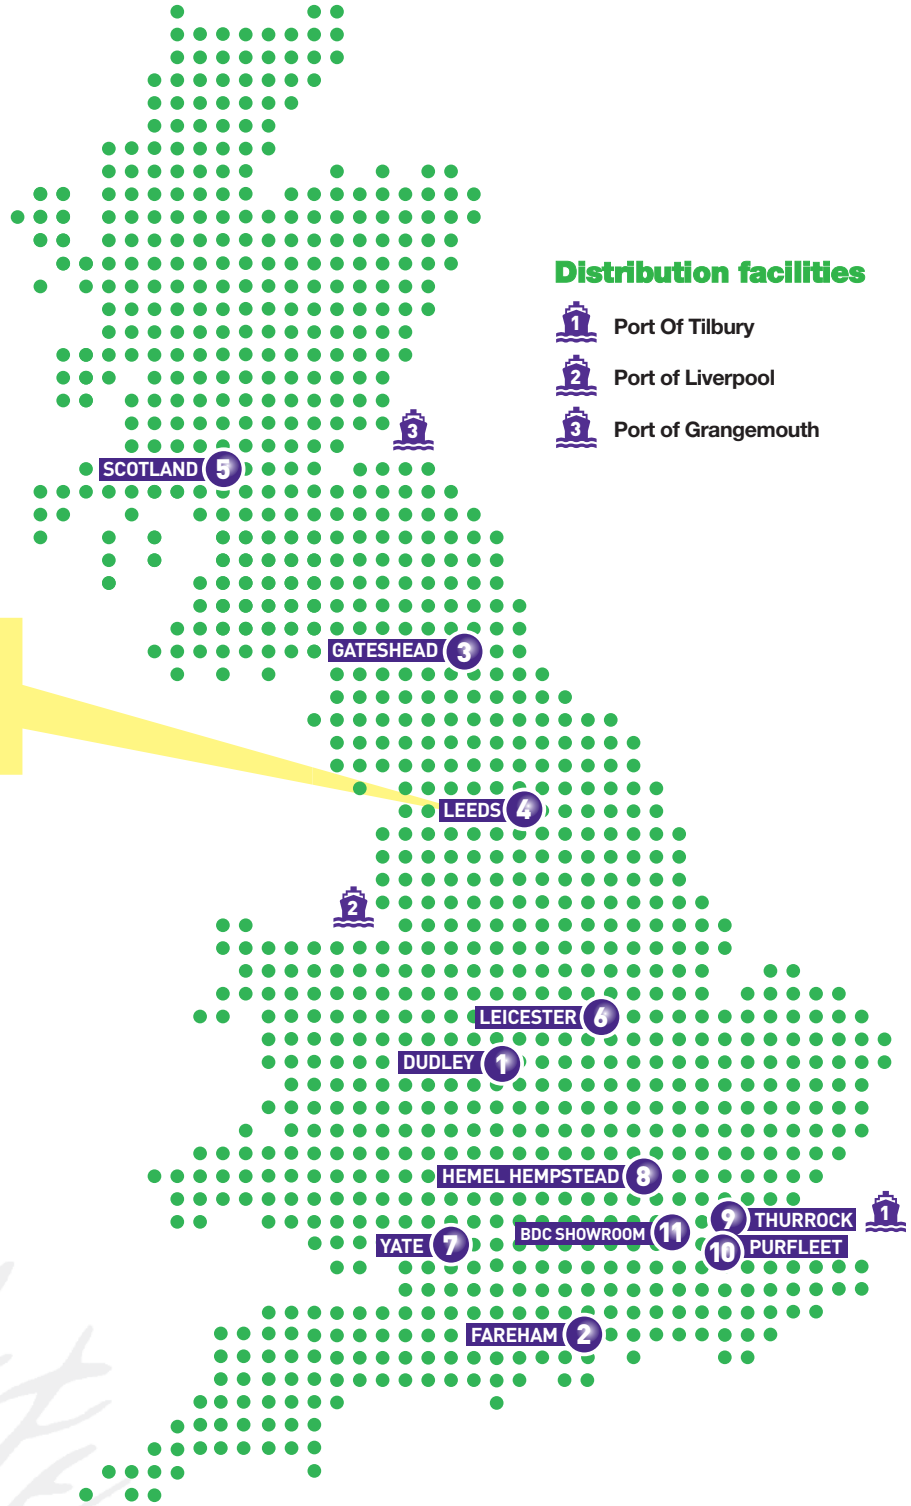 Distribution facilities
1 Port Of Tilbury
2 Port of Liverpool
3 Port of Grangemouth
3
SCOTLAND 5
GATESHEAD 3
LEEDS 4
2
LEICESTER 6
DUDLEY 1
HEMEL HEMPSTEAD 8
9 THURROCK
1
BDC SHOWROOM 11
YATE 7
10 PURFLEET
FAREHAM 2